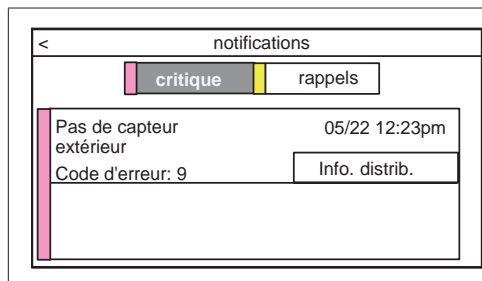 < notifications
critique rappels
Pas de capteur 05/22 12:23pm
extérieur
Code d'erreur: 9 Info. distrib.